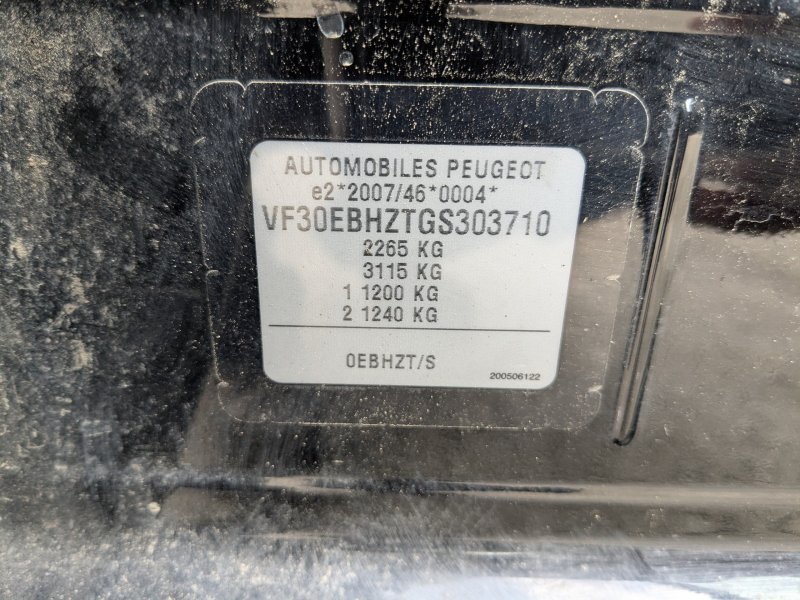 AUTOMOBILES PEUGEOT
e2*2007/46*0004*
VF30EBHZTGS303710
2265 KG
3115 KG
1 1200 KG
2 1240 KG
0EBHZT/S
200506122